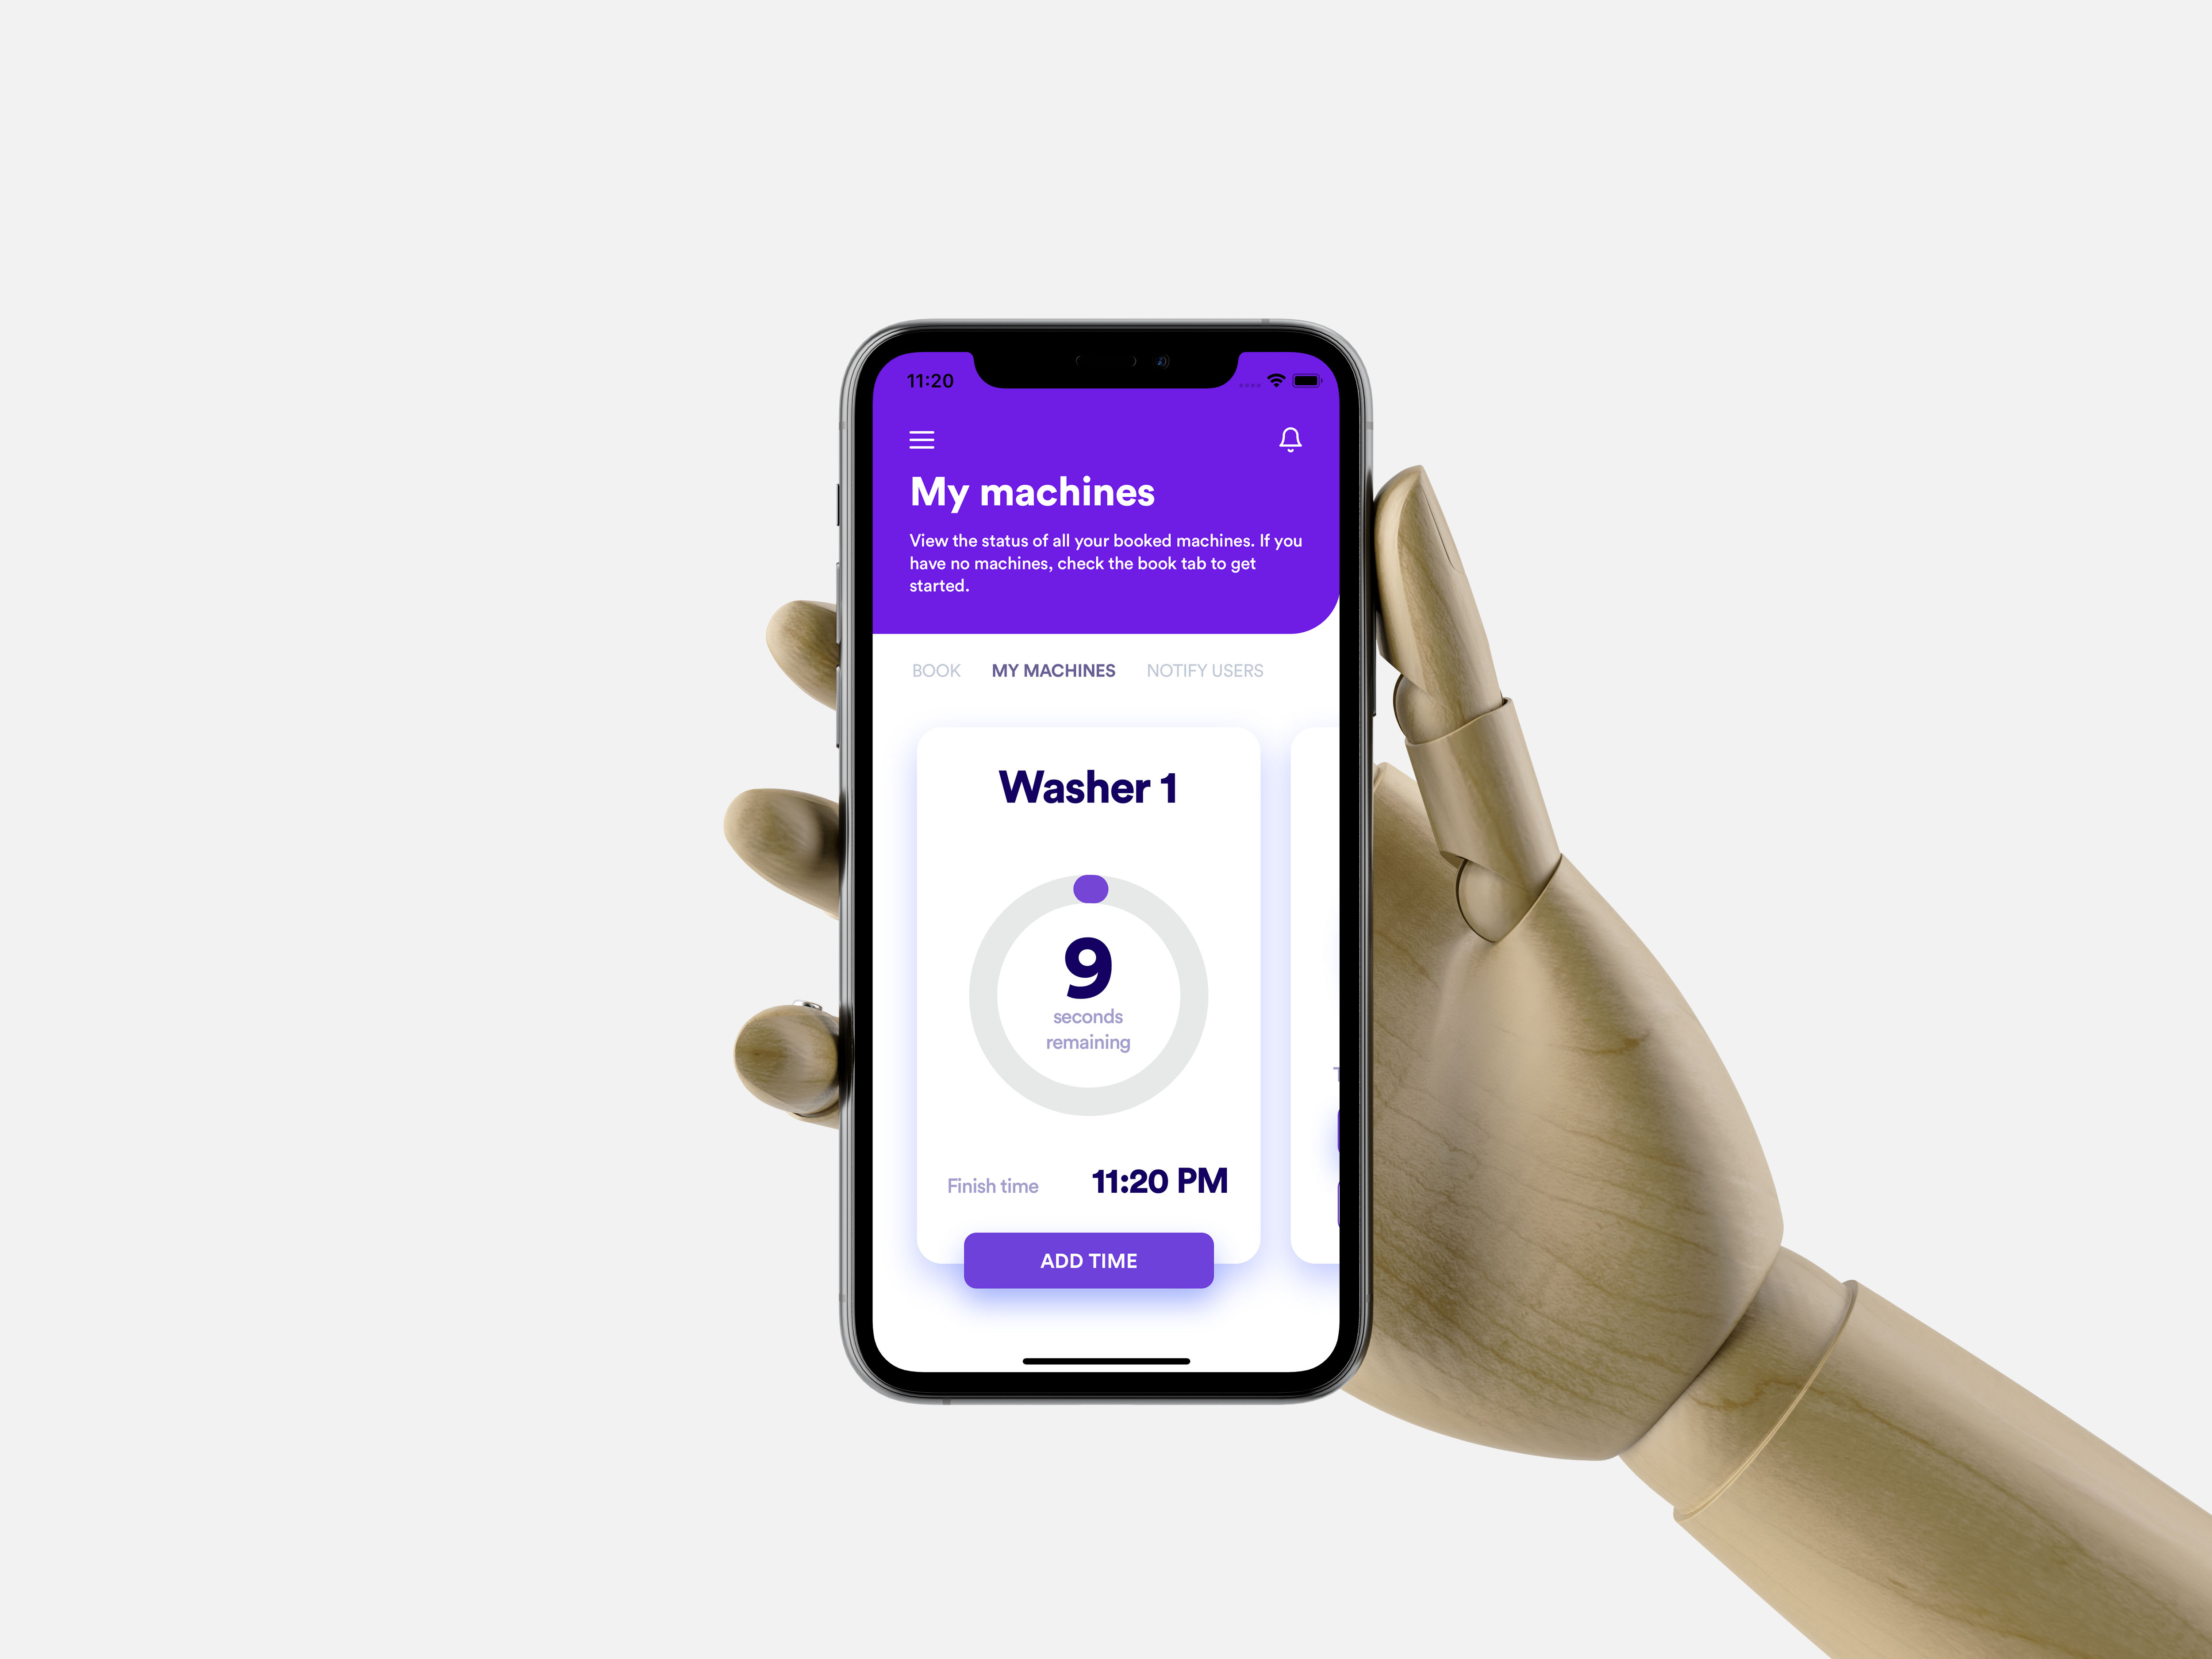 11:20
My machines
View the status of all your booked machines. If you
have no machines, check the book tab to get
started.
BOOK MY MACHINES NOTIFY USERS
Washer 1
9
seconds
remaining
Finish time 11:20 PM
ADD TIME